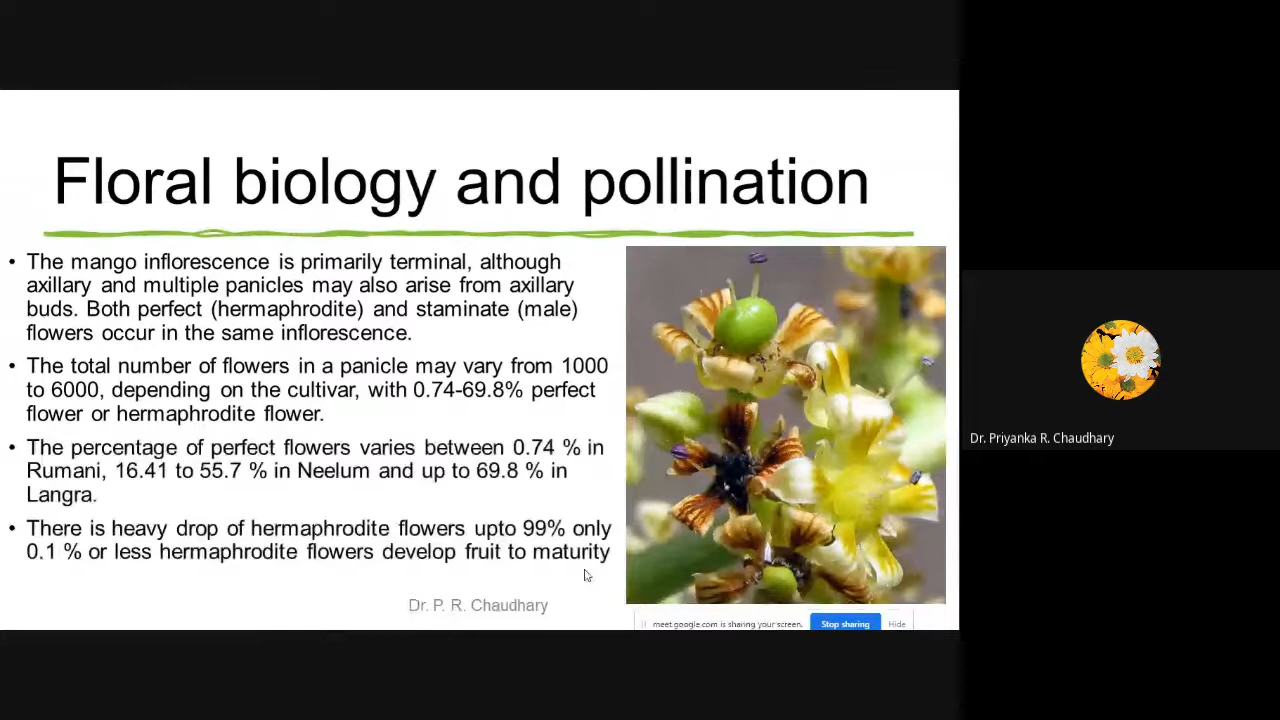 Floral biology and pollination
• The mango inflorescence is primarily terminal, although
axillary and multiple panicles may also arise from axillary
buds. Both perfect (hermaphrodite) and staminate (male)
flowers occur in the same inflorescence.
• The total number of flowers in a panicle may vary from 1000
to 6000, depending on the cultivar, with 0.74-69.8% perfect
flower or hermaphrodite flower.
• The percentage of perfect flowers varies between 0.74 % in
Rumani, 16.41 to 55.7 % in Neelum and up to 69.8 % in
Langra.
• There is heavy drop of hermaphrodite flowers upto 99% only
0.1 % or less hermaphrodite flowers develop fruit to maturity
Dr. P. R. Chaudhary
meet.google.com is sharing your screen.
Stop sharing
Hide
Dr. Priyanka R. Chaudhary